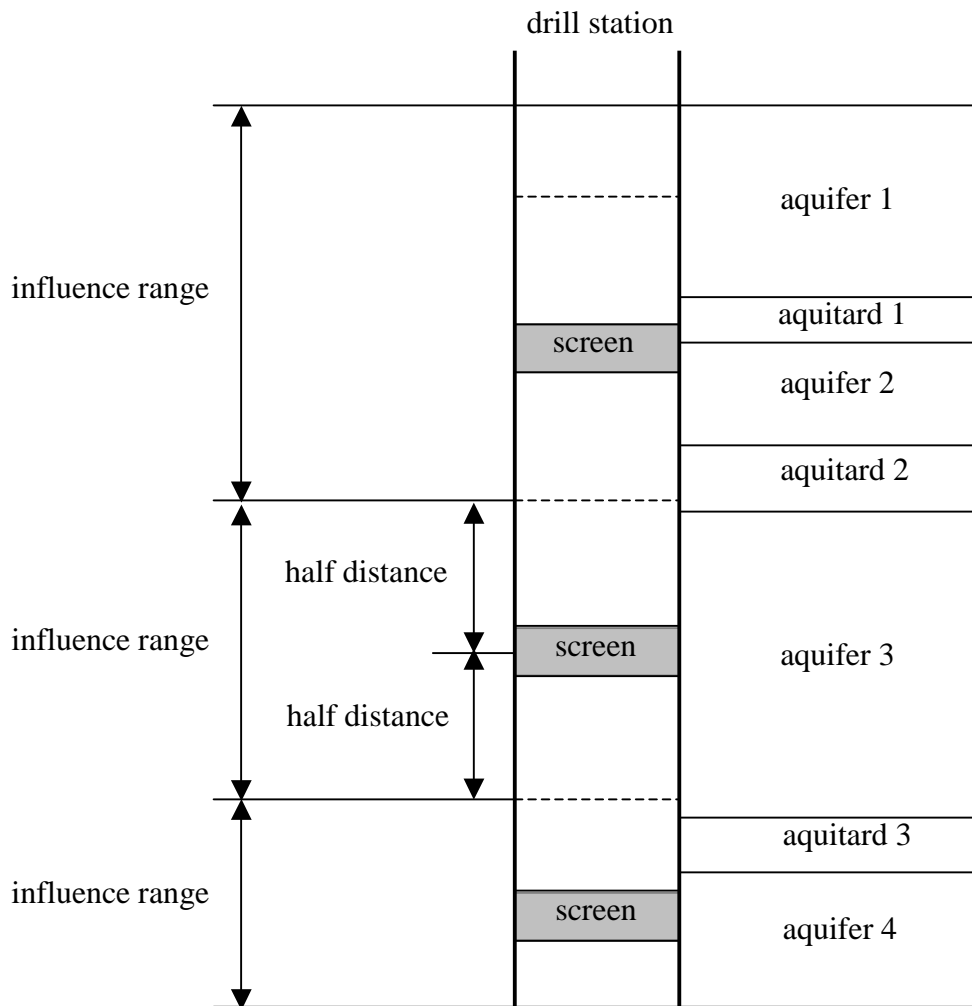 drill station
aquifer 1
influence range
aquitard 1
screen
aquifer 2
aquitard 2
half distance
influence range
screen
aquifer 3
half distance
aquitard 3
influence range
screen
aquifer 4